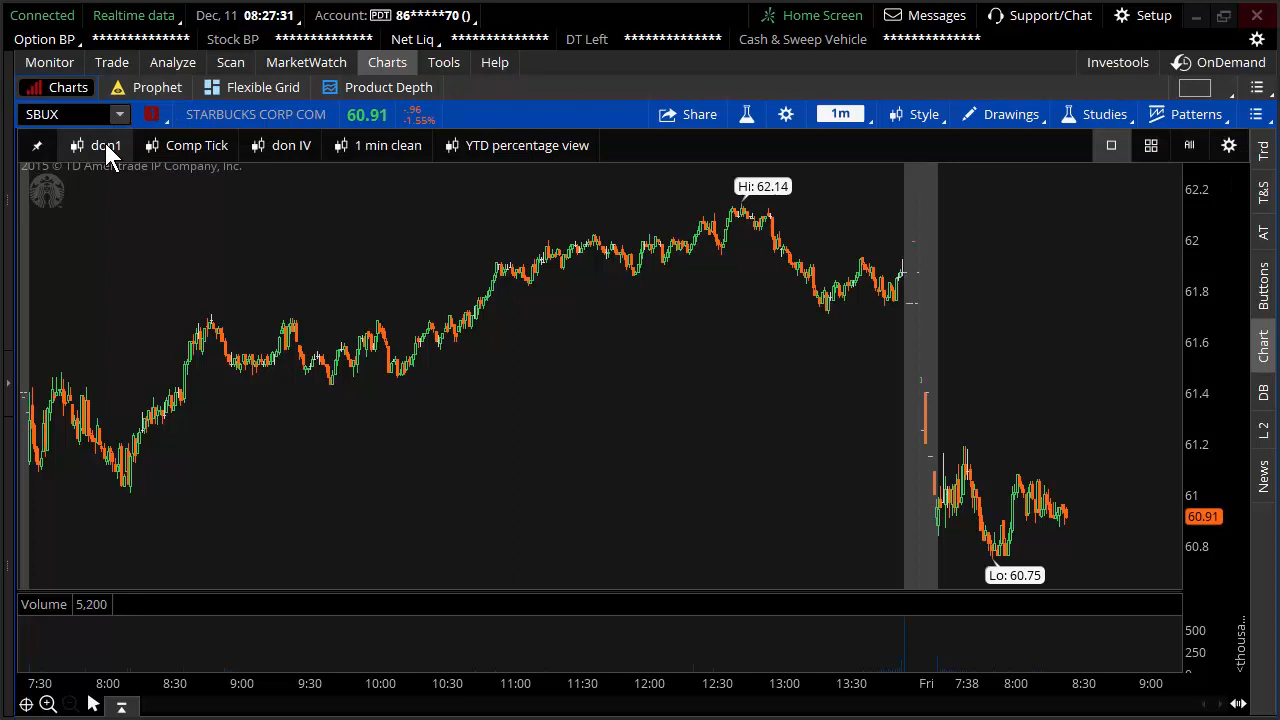 Connected Realtime data Dec, 11 08:27:31 Account: PDT 86*****70 () Home Screen Messages Support/Chat Setup
Option BP ************** Stock BP ************** Net Liq ************** DT Left ************** Cash & Sweep Vehicle **************
Monitor Trade Analyze Scan MarketWatch Charts Tools Help Investools OnDemand
Charts Prophet Flexible Grid Product Depth
SBUX STARBUCKS CORP COM 60.91 -.96 -1.55% Share 1m Style Drawings Studies Patterns
don1 Comp Tick don IV 1 min clean YTD percentage view All
2015 © TD Ameritrade IP Company, Inc.
Hi: 62.14
62.2
62
61.8
61.6
61.4
61.2
61
60.91
60.8
Lo: 60.75
Volume 5,200
500
250
0
<thousa...
7:30 8:00 8:30 9:00 9:30 10:00 10:30 11:00 11:30 12:00 12:30 13:00 13:30 Fri 7:38 8:00 8:30 9:00
Trd
T&S
AT
Buttons
Chart
DB
L 2
News